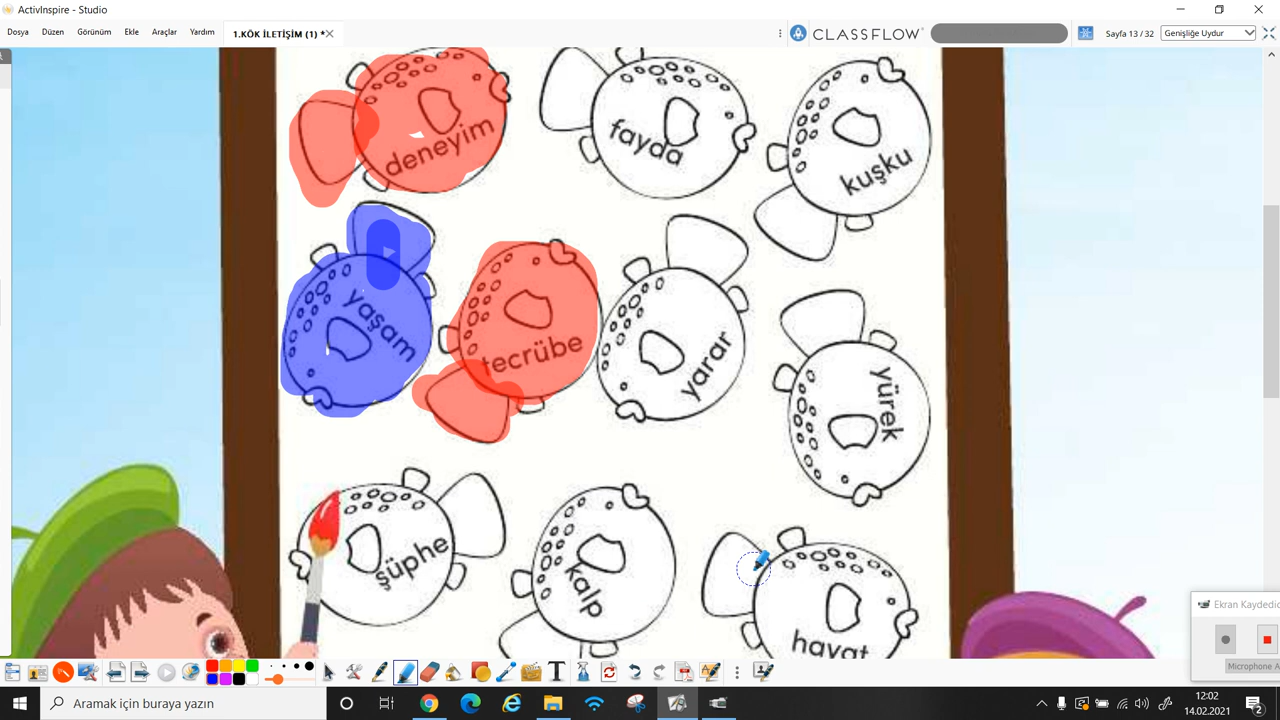 ActivInspire - Studio
Dosya Düzen Görünüm Ekle Araçlar Yardım
1.KÖK İLETİŞİM (1) *
CLASSFLOW
Sayfa 13 / 32
Genişliğe Uydur
deneyim
fayda
kuşku
yaşam
tecrübe
yarar
yürek
şüphe
kalp
hayat
Ekran Kaydedic
Microphone A
Aramak için buraya yazın
12:02
14.02.2021
2